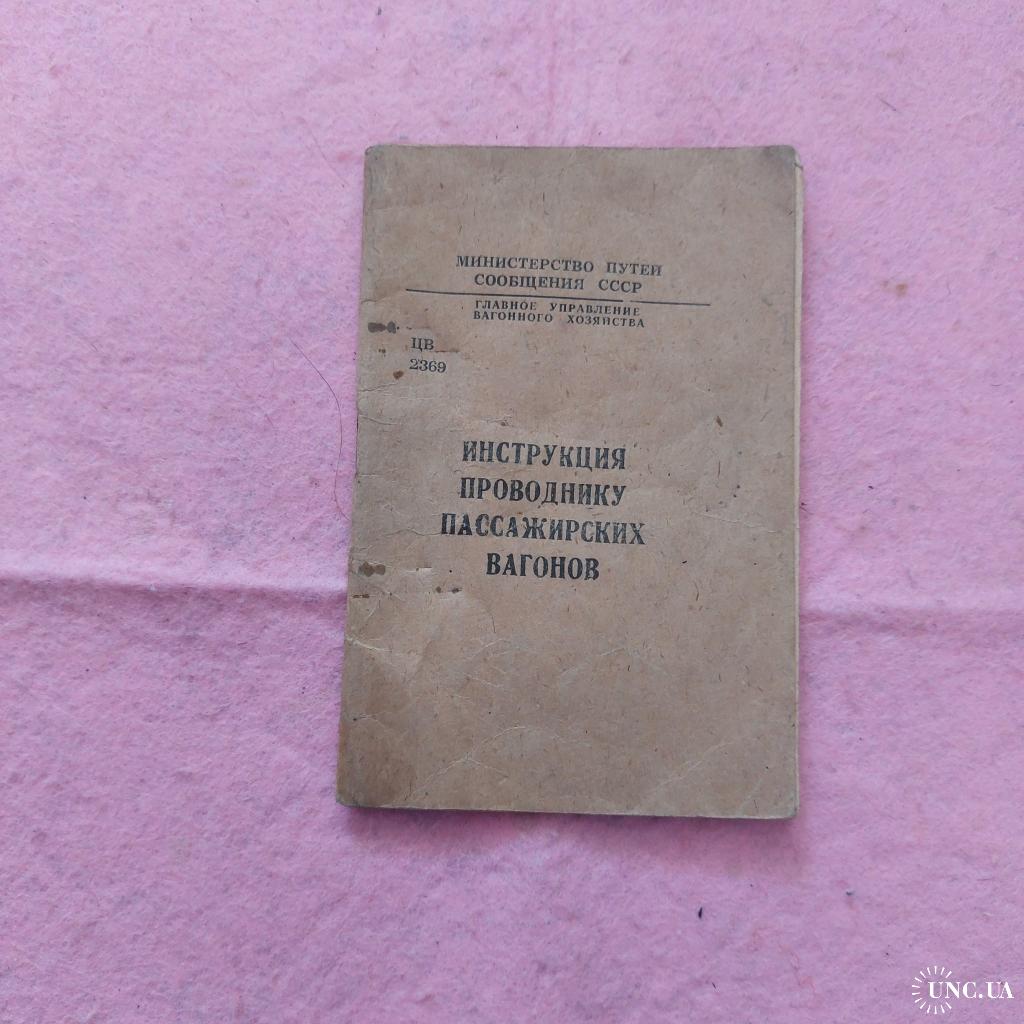 МИНИСТЕРСТВО ПУТЕЙ
СООБЩЕНИЯ СССР
ГЛАВНОЕ УПРАВЛЕНИЕ
ВАГОННОГО ХОЗЯЙСТВА
ЦВ
2369
ИНСТРУКЦИЯ
ПРОВОДНИКУ
ПАССАЖИРСКИХ
ВАГОНОВ
UNC.UA